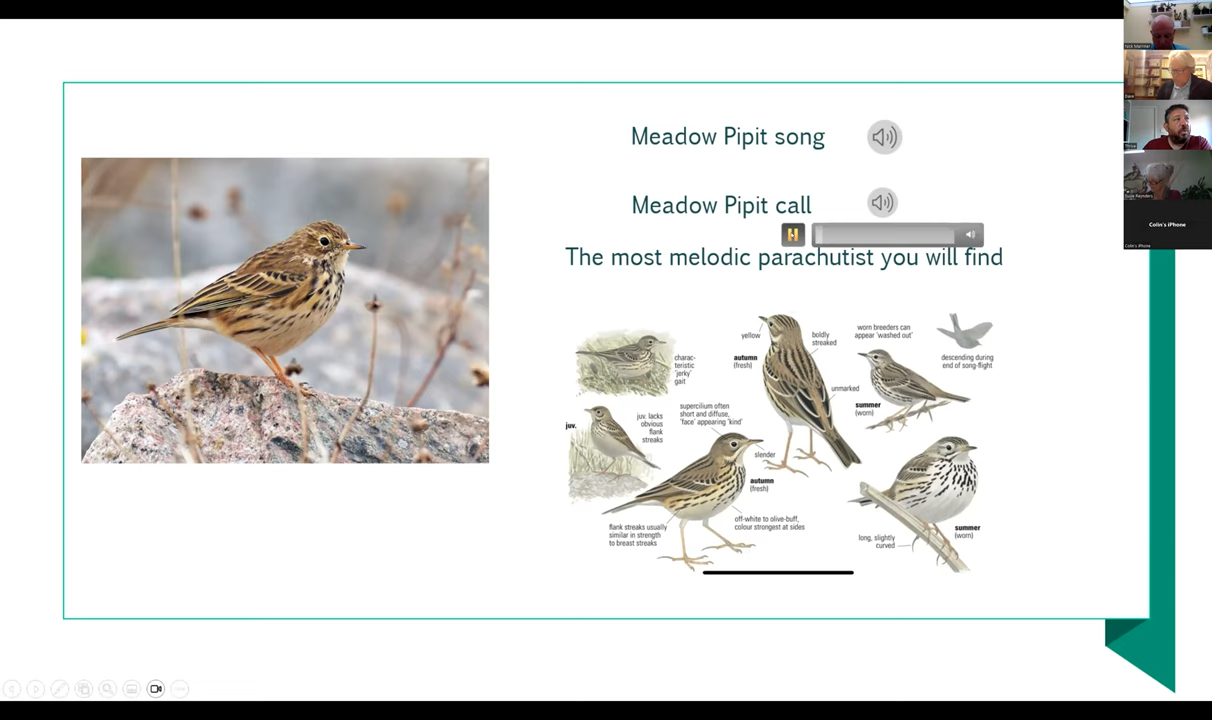 Meadow Pipit song
Meadow Pipit call
The most melodic parachutist you will find
charac-
teristic
'jerky'
gait
yellow
autumn
(fresh)
boldly
streaked
unmarked
worn breeders can
appear 'washed out'
summer
(worn)
descending during
end of song-flight
juv.
juv. lacks
obvious
flank
streaks
supercilium often
short and diffuse,
'face' appearing 'kind'
slender
autumn
(fresh)
flank streaks usually
similar in strength
to breast streaks
off-white to olive-buff,
colour strongest at sides
long, slightly
curved
summer
(worn)
Colin's iPhone
Colin's iPhone